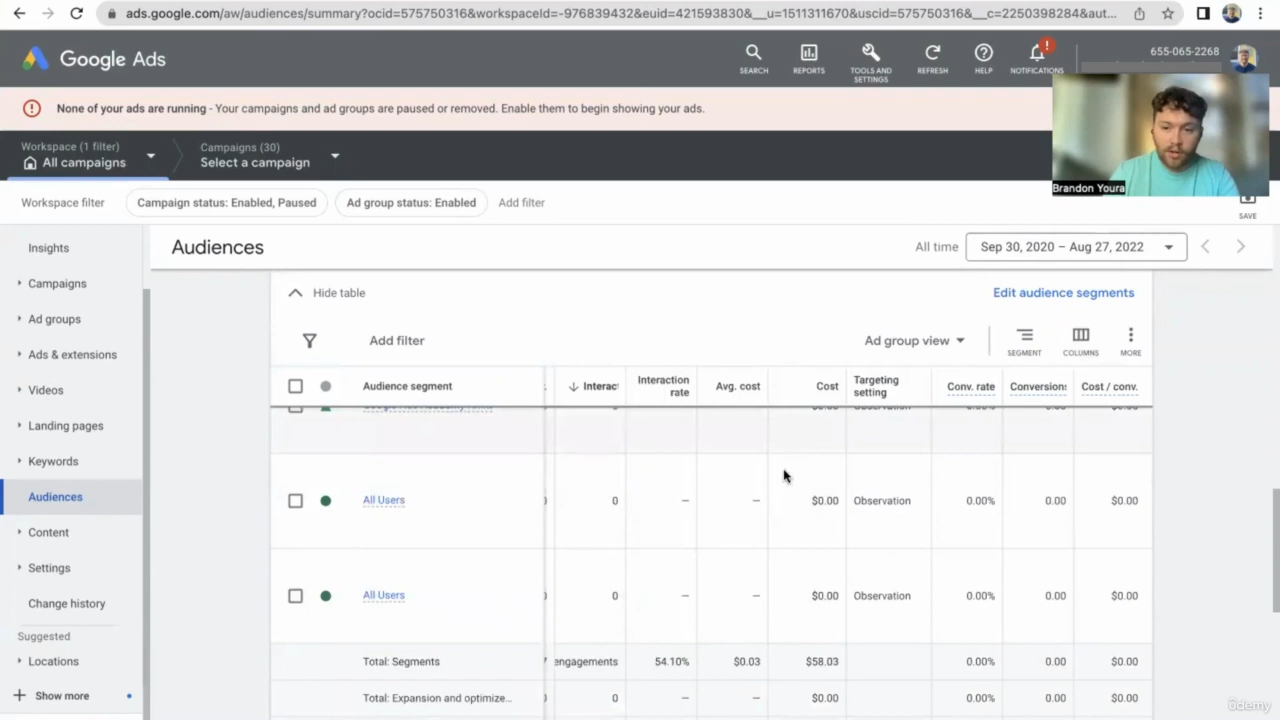 ads.google.com/aw/audiences/summary?ocid=575750316&workspaceId=-976839432&euid=421593830&__u=1511311670&uscid=575750316&__c=2250398284&aut...
Google Ads
SEARCH
REPORTS
TOOLS AND SETTINGS
REFRESH
HELP
NOTIFICATIONS
!
655-065-2268
None of your ads are running - Your campaigns and ad groups are paused or removed. Enable them to begin showing your ads.
Workspace (1 filter)
All campaigns
Campaigns (30)
Select a campaign
Brandon Youra
Workspace filter
Campaign status: Enabled, Paused
Ad group status: Enabled
Add filter
SAVE
Insights
Campaigns
Ad groups
Ads & extensions
Videos
Landing pages
Keywords
Audiences
Content
Settings
Change history
Suggested
Locations
Show more
Audiences
All time
Sep 30, 2020 – Aug 27, 2022
Hide table
Edit audience segments
Add filter
Ad group view
SEGMENT
COLUMNS
MORE
Audience segment Interac Interaction rate Avg. cost Cost Targeting setting Conv. rate Conversions Cost / conv.
All Users 0 – – $0.00 Observation 0.00% 0.00 $0.00
All Users 0 – – $0.00 Observation 0.00% 0.00 $0.00
Total: Segments engagements 54.10% $0.03 $58.03 0.00% 0.00 $0.00
Total: Expansion and optimize... 0 – – $0.00 0.00% 0.00 $0.00
ûdemy